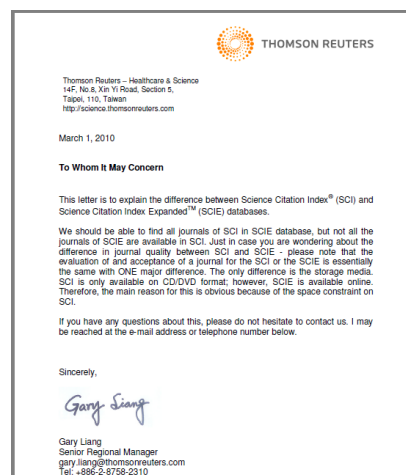 THOMSON REUTERS
Thomson Reuters – Healthcare & Science
14F, No.8, Xin Yi Road, Section 5,
Taipei, 110, Taiwan
http://science.thomsonreuters.com
March 1, 2010
To Whom It May Concern
This letter is to explain the difference between Science Citation Index® (SCI) and
Science Citation Index Expanded™ (SCIE) databases.
We should be able to find all journals of SCI in SCIE database, but not all the
journals of SCIE are available in SCI. Just in case you are wondering about the
difference in journal quality between SCI and SCIE - please note that the
evaluation of and acceptance of a journal for the SCI or the SCIE is essentially
the same with ONE major difference. The only difference is the storage media.
SCI is only available on CD/DVD format; however, SCIE is available online.
Therefore, the main reason for this is obvious because of the space constraint on
SCI.
If you have any questions about this, please do not hesitate to contact us. I may
be reached at the e-mail address or telephone number below.
Sincerely,
Gary Liang
Gary Liang
Senior Regional Manager
gary.liang@thomsonreuters.com
Tel: +886-2-8758-2310